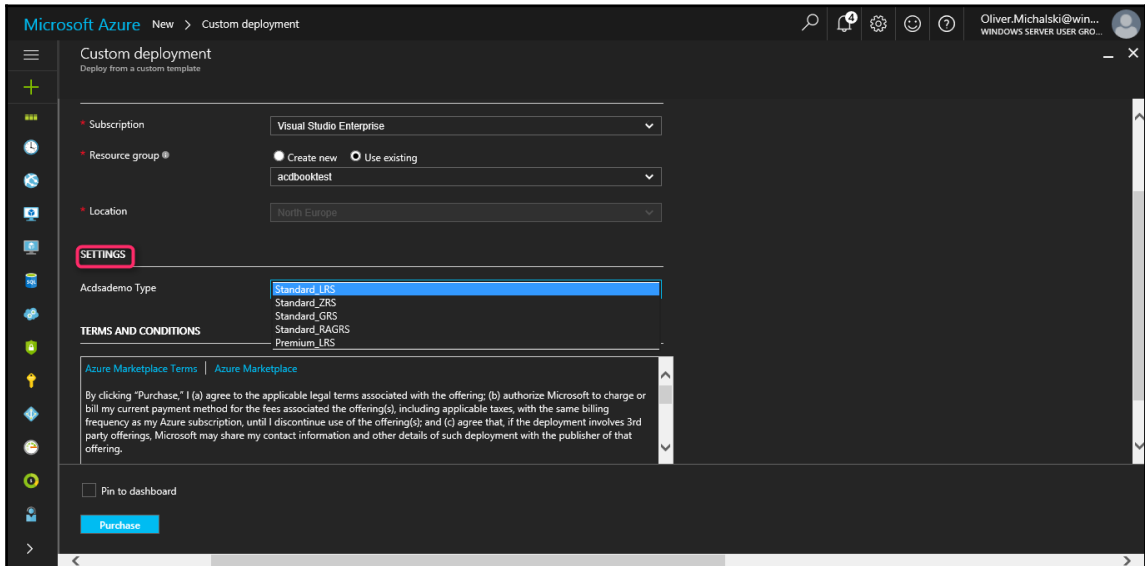 Microsoft Azure New > Custom deployment
4
Oliver.Michalski@win...
WINDOWS SERVER USER GRO...
Custom deployment
Deploy from a custom template
* Subscription
Visual Studio Enterprise
* Resource group
Create new Use existing
acdbooktest
* Location
North Europe
SETTINGS
Acdsademo Type
Standard_LRS
Standard_ZRS
Standard_GRS
Standard_RAGRS
Premium_LRS
TERMS AND CONDITIONS
Azure Marketplace Terms | Azure Marketplace
By clicking "Purchase," I (a) agree to the applicable legal terms associated with the offering; (b) authorize Microsoft to charge or
bill my current payment method for the fees associated the offering(s), including applicable taxes, with the same billing
frequency as my Azure subscription, until I discontinue use of the offering(s); and (c) agree that, if the deployment involves 3rd
party offerings, Microsoft may share my contact information and other details of such deployment with the publisher of that
offering.
Pin to dashboard
Purchase